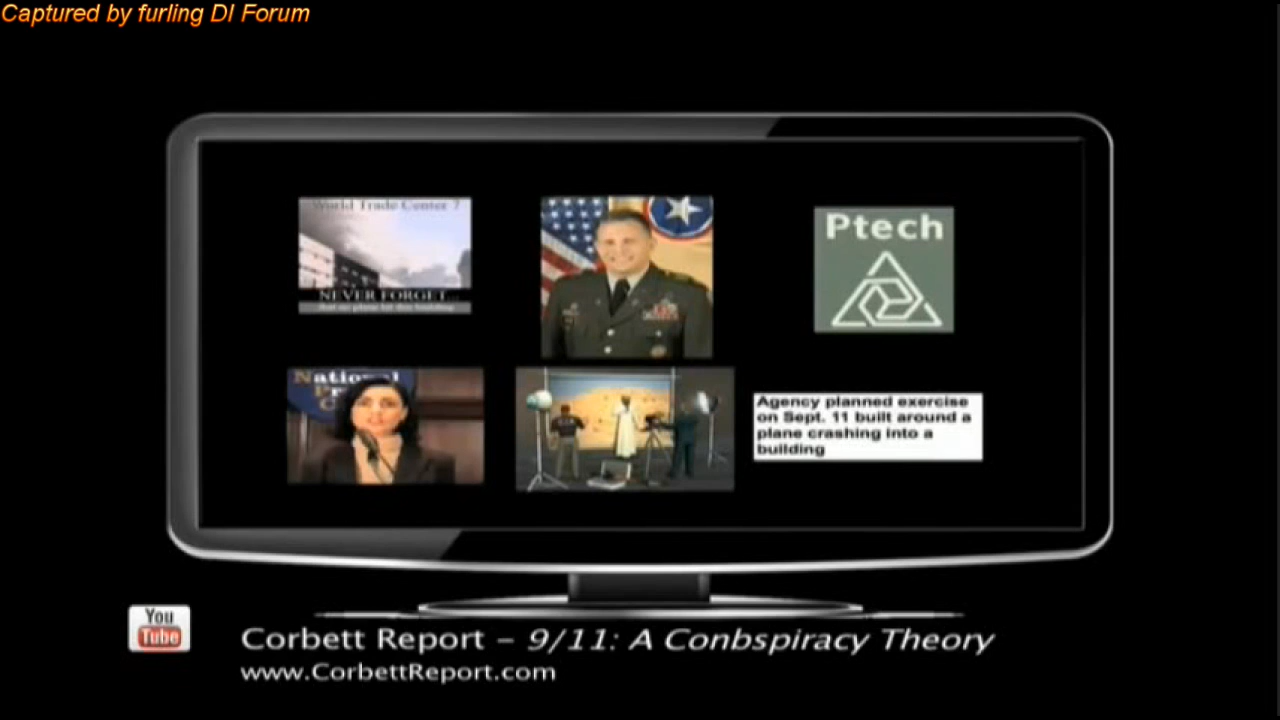 Captured by furling DI Forum
World Trade Center 7
NEVER FORGET...
Ptech
National
Agency planned exercise
on Sept. 11 built around a
plane crashing into a
building
You
Tube
Corbett Report – 9/11: A Conbspiracy Theory
www.CorbettReport.com